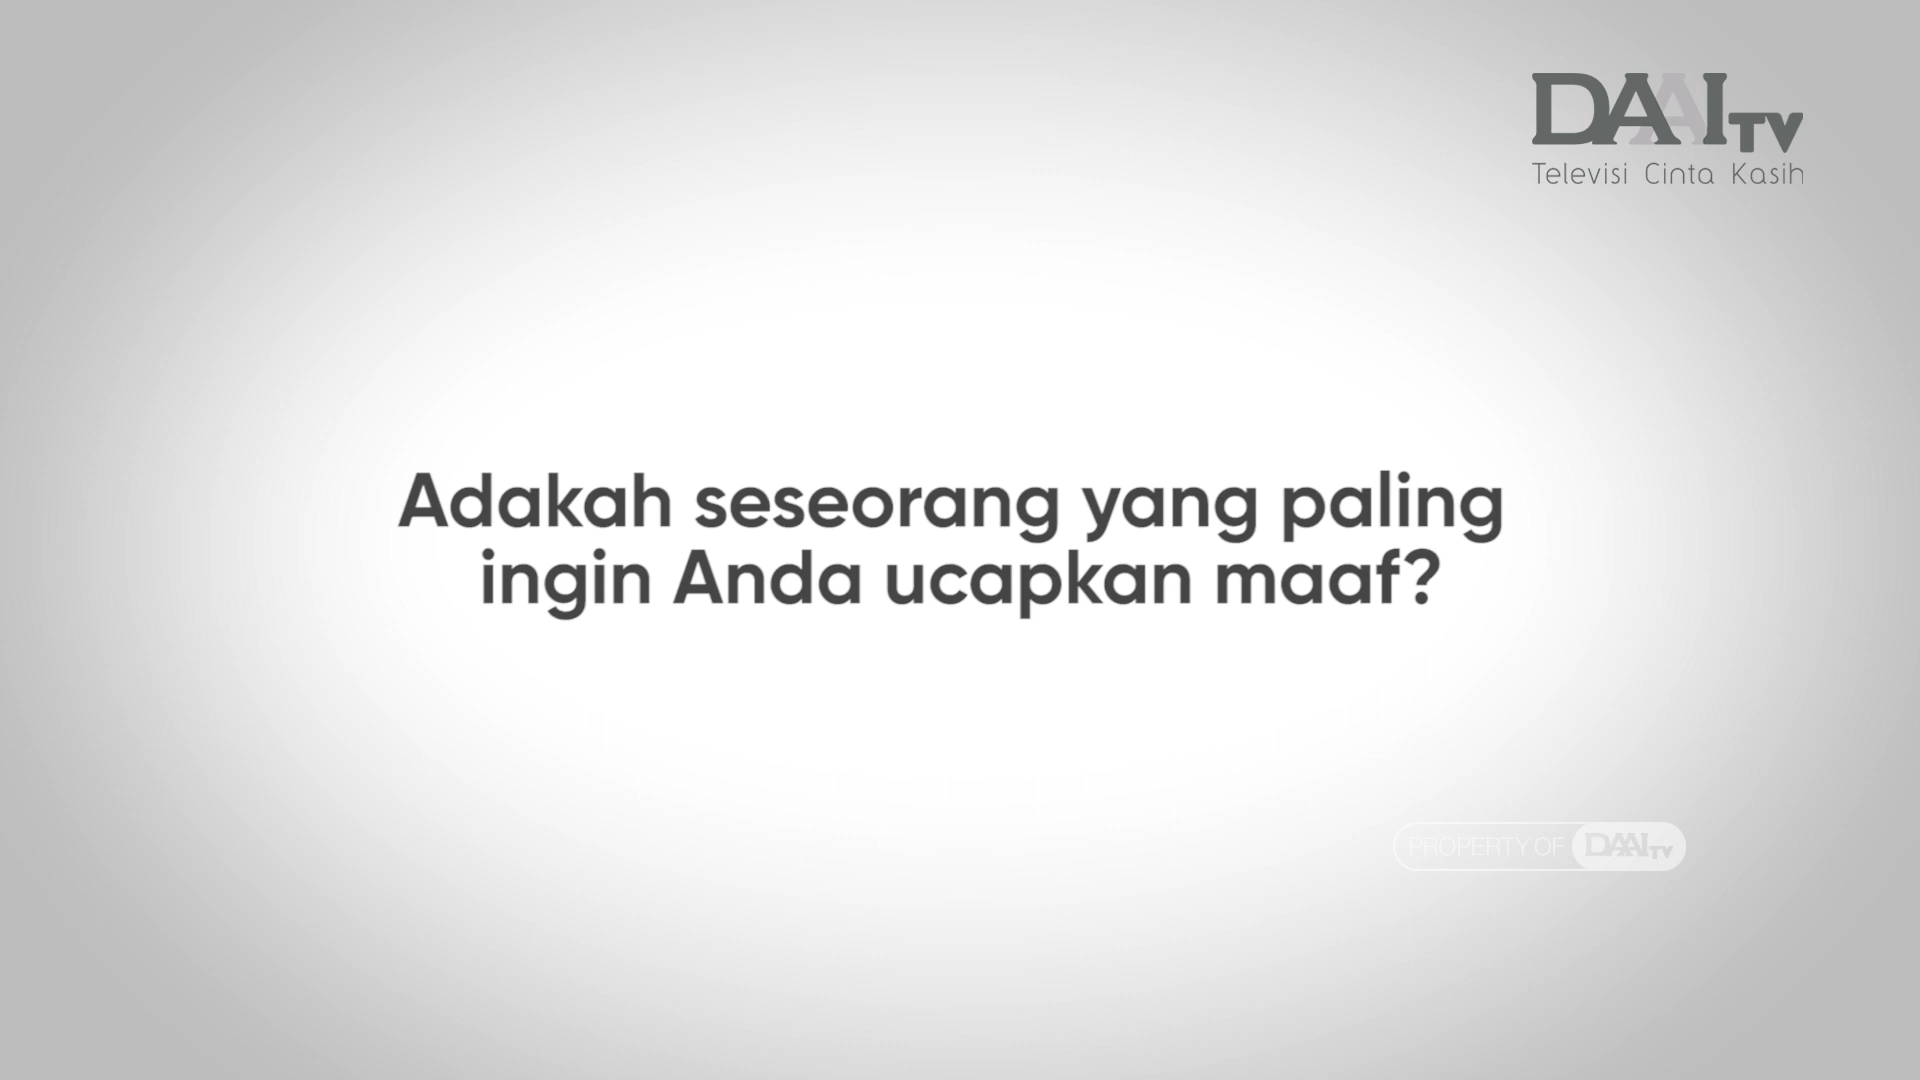 DAAI TV
Televisi Cinta Kasih
Adakah seseorang yang paling
ingin Anda ucapkan maaf?
PROPERTY OF DAAI TV